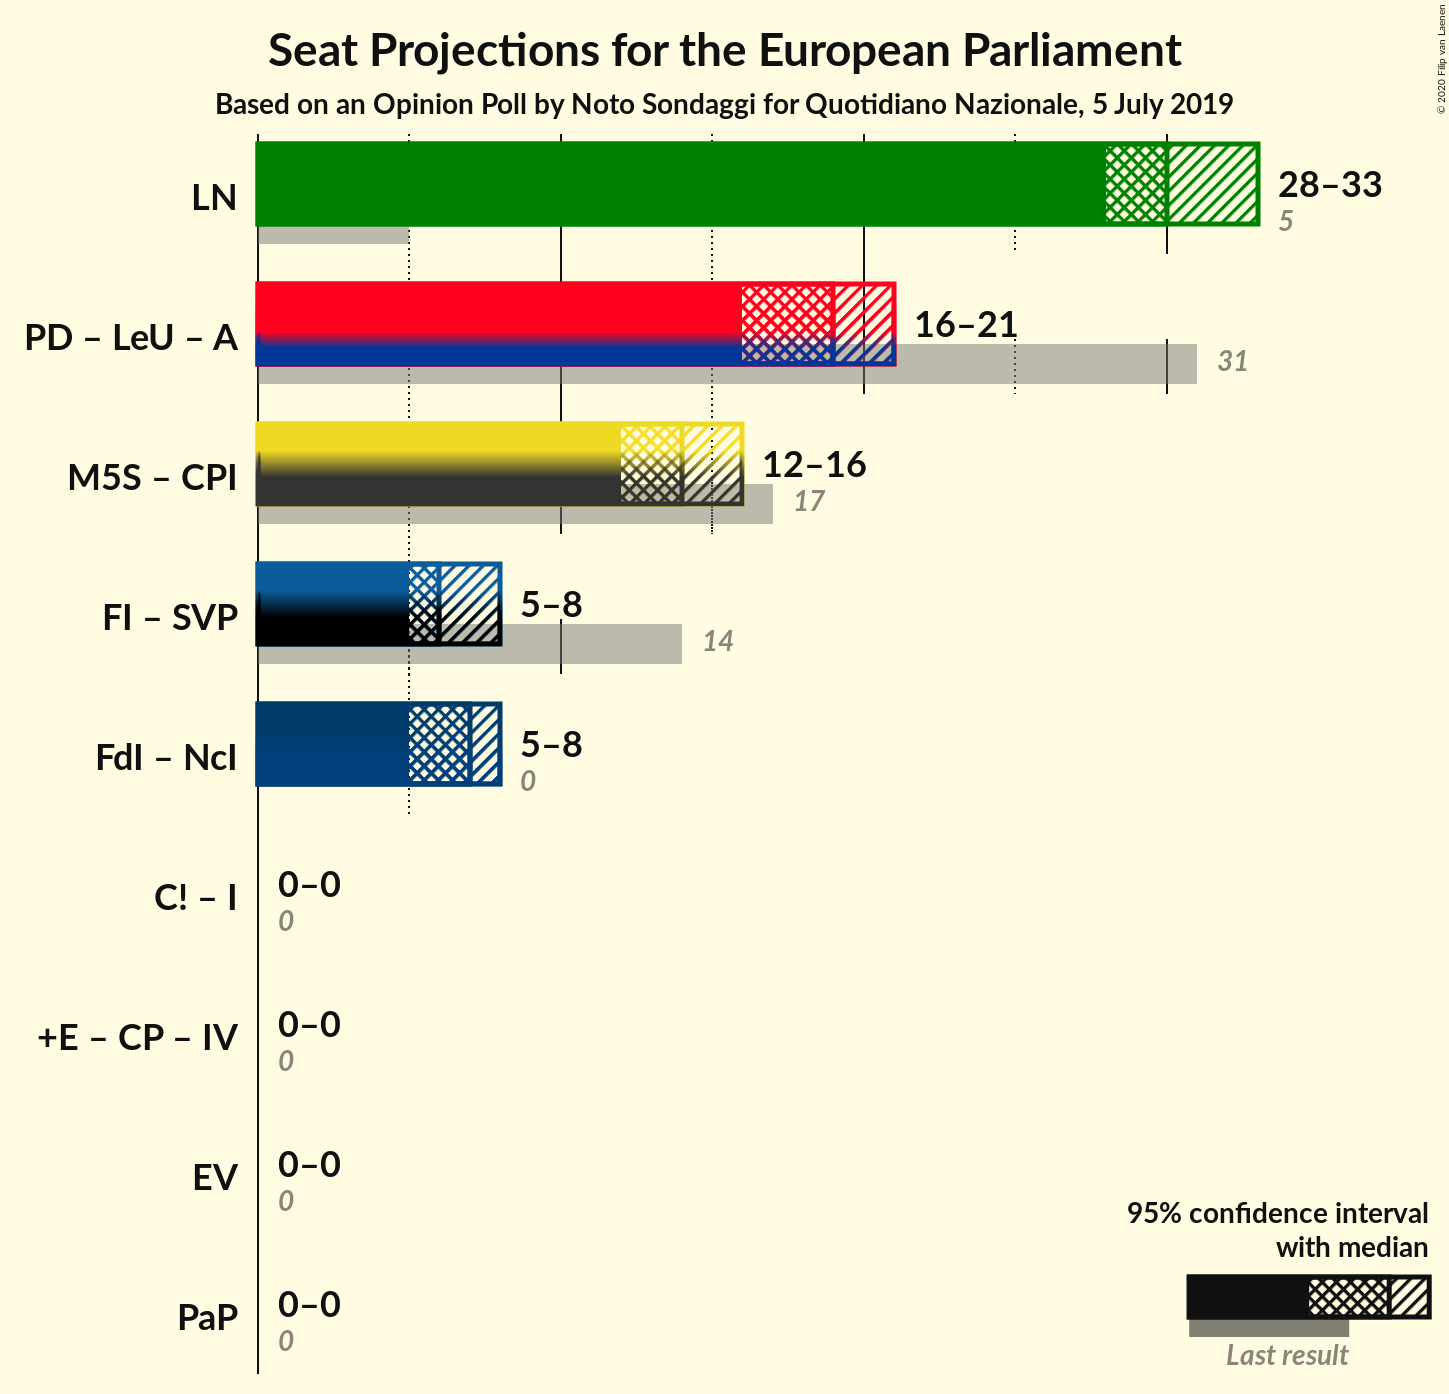 Seat Projections for the European Parliament
Based on an Opinion Poll by Noto Sondaggi for Quotidiano Nazionale, 5 July 2019
© 2020 Filip van Laenen
LN
28–33
5
PD – LeU – A
16–21
31
M5S – CPI
12–16
17
FI – SVP
5–8
14
FdI – NcI
5–8
0
C! – I
0–0
0
+E – CP – IV
0–0
0
EV
0–0
0
PaP
0–0
0
95% confidence interval
with median
Last result